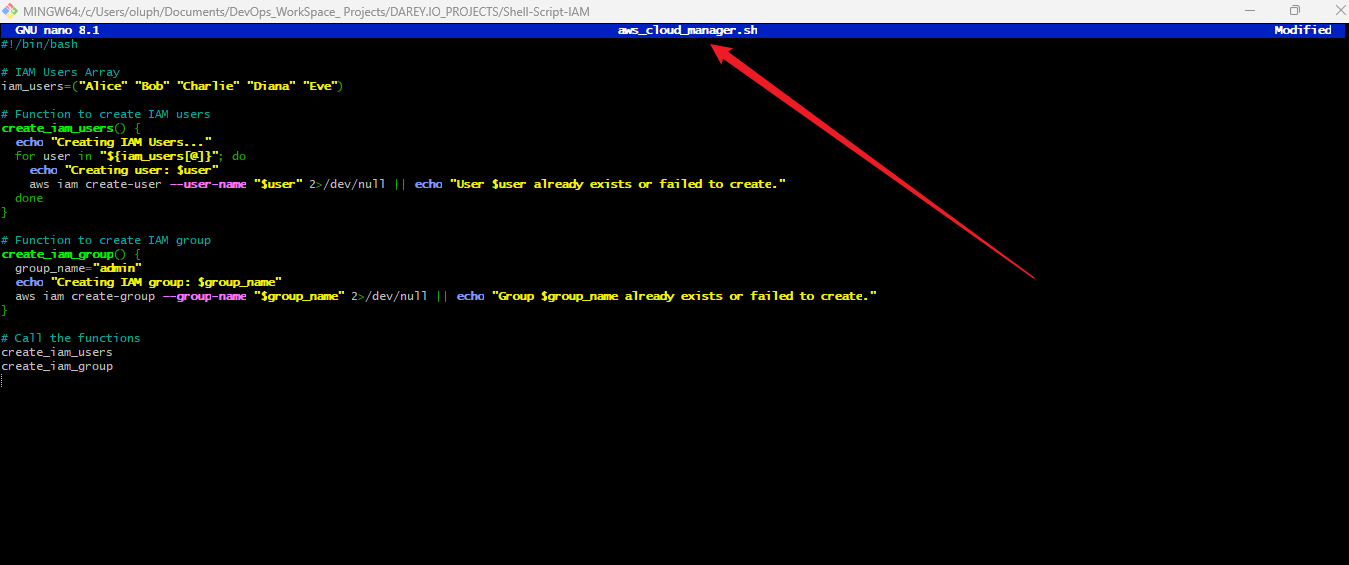 MINGW64:/c/Users/oluph/Documents/DevOps_WorkSpace_ Projects/DAREY.IO_PROJECTS/Shell-Script-IAM
GNU nano 8.1 aws_cloud_manager.sh Modified
#!/bin/bash
# IAM Users Array
iam_users=("Alice" "Bob" "Charlie" "Diana" "Eve")
# Function to create IAM users
create_iam_users() {
  echo "Creating IAM Users..."
  for user in "${iam_users[@]}"; do
    echo "Creating user: $user"
    aws iam create-user --user-name "$user" 2>/dev/null || echo "User $user already exists or failed to create."
  done
}
# Function to create IAM group
create_iam_group() {
  group_name="admin"
  echo "Creating IAM group: $group_name"
  aws iam create-group --group-name "$group_name" 2>/dev/null || echo "Group $group_name already exists or failed to create."
}
# Call the functions
create_iam_users
create_iam_group